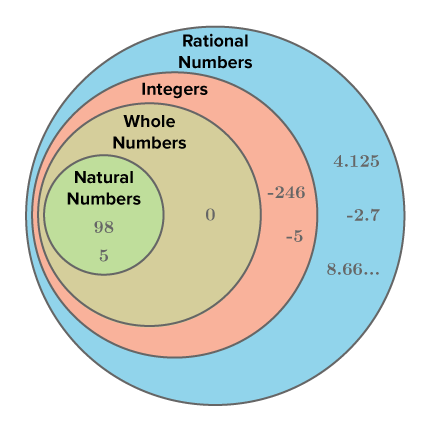 Rational
Numbers
Integers
Whole
Numbers
Natural
Numbers
4.125
-246
0
-2.7
98
-5
5
8.66...